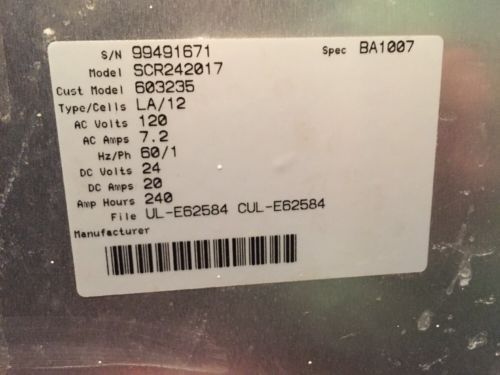 S/N 99491671 Spec BA1007
Model SCR242017
Cust Model 603235
Type/Cells LA/12
AC Volts 120
AC Amps 7.2
Hz/Ph 60/1
DC Volts 24
DC Amps 20
Amp Hours 240
File UL-E62584 CUL-E62584
Manufacturer